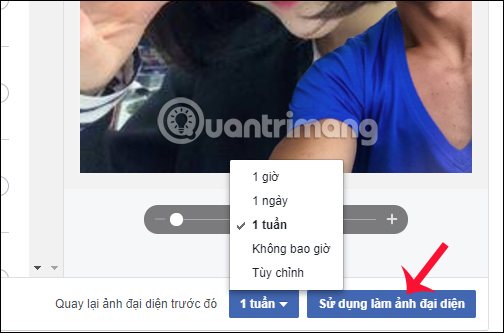 Quantrimang
1 giờ
1 ngày
1 tuần
Không bao giờ
Tùy chỉnh
Quay lại ảnh đại diện trước đó
1 tuần
Sử dụng làm ảnh đại diện